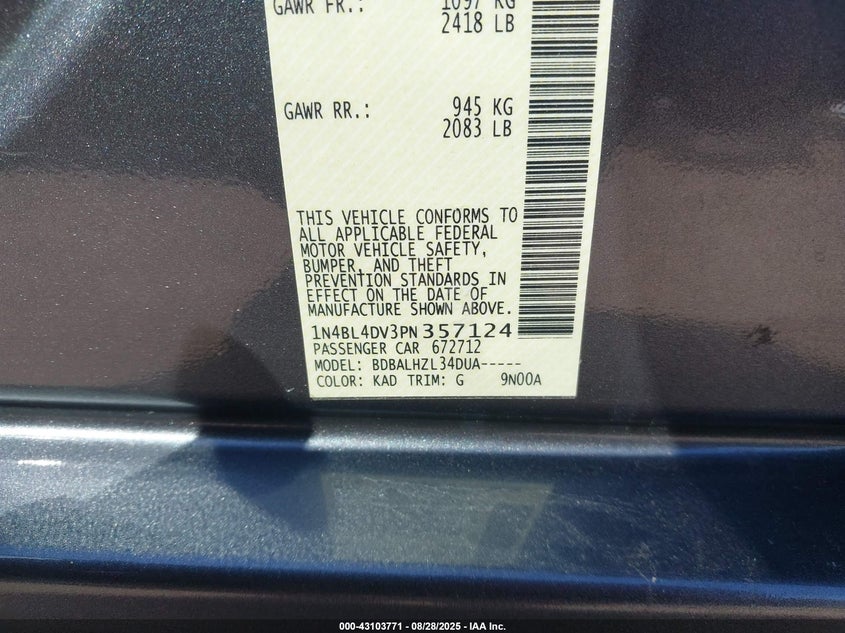 GAWR FR.: 1097 KG
2418 LB
GAWR RR.: 945 KG
2083 LB
THIS VEHICLE CONFORMS TO
ALL APPLICABLE FEDERAL
MOTOR VEHICLE SAFETY,
BUMPER, AND THEFT
PREVENTION STANDARDS IN
EFFECT ON THE DATE OF
MANUFACTURE SHOWN ABOVE.
1N4BL4DV3PN357124
PASSENGER CAR 672712
MODEL: BDBALHZL34DUA-----
COLOR: KAD TRIM: G 9N00A
000-43103771 - 08/28/2025 - IAA Inc.